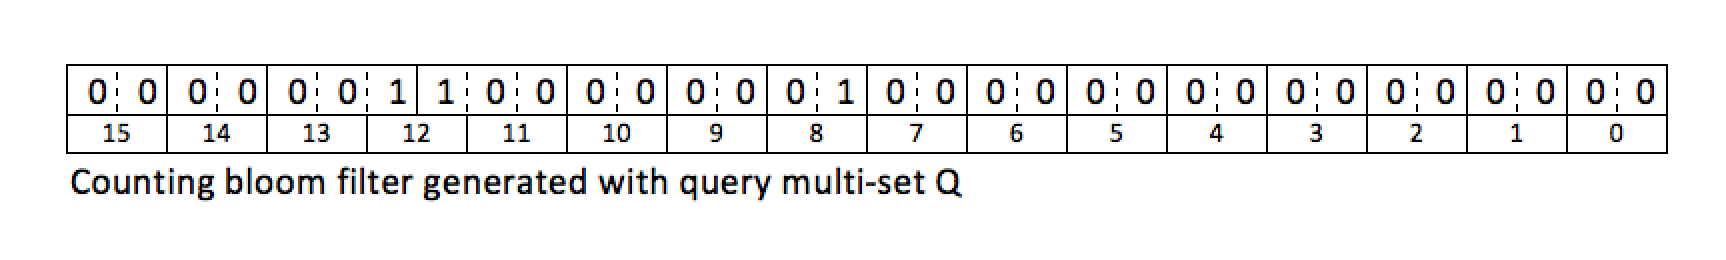 0 0 0 0 0 0 1 1 0 0 0 0 0 0 0 1 0 0 0 0 0 0 0 0 0 0 0 0 0 0 0 0
15 14 13 12 11 10 9 8 7 6 5 4 3 2 1 0
Counting bloom filter generated with query multi-set Q